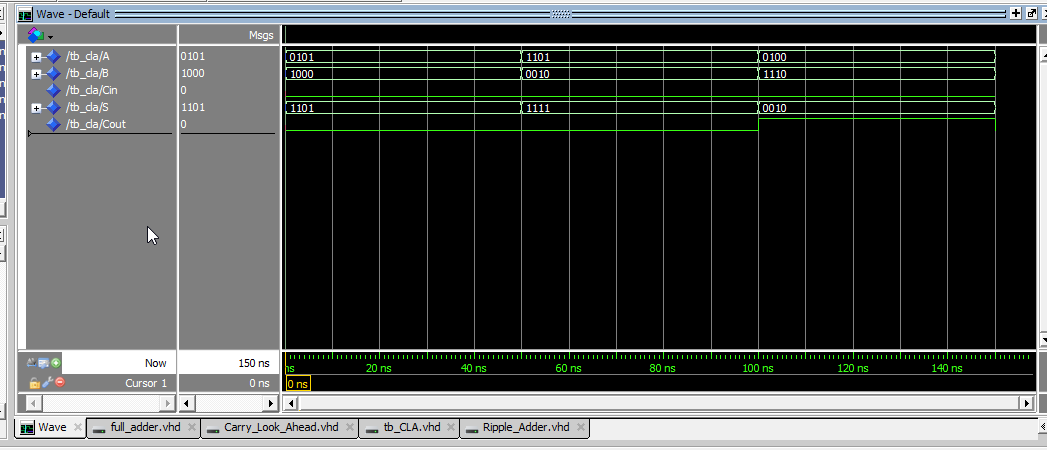 Wave - Default
Msgs
/tb_cla/A 0101 0101 1101 0100
/tb_cla/B 1000 1000 0010 1110
/tb_cla/Cin 0
/tb_cla/S 1101 1101 1111 0010
/tb_cla/Cout 0
Now 150 ns ns 20 ns 40 ns 60 ns 80 ns 100 ns 120 ns 140 ns
Cursor 1 0 ns 0 ns
Wave full_adder.vhd Carry_Look_Ahead.vhd tb_CLA.vhd Ripple_Adder.vhd